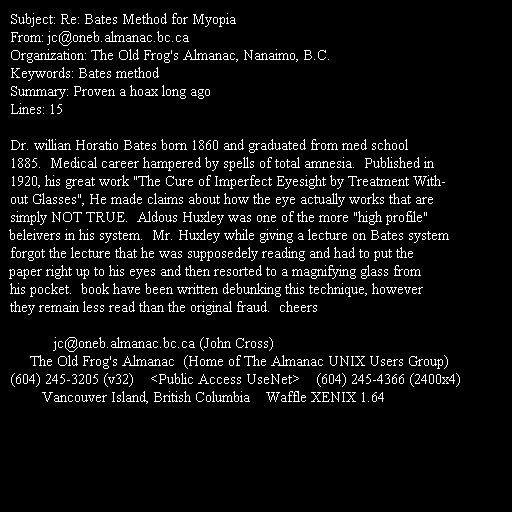 Subject: Re: Bates Method for Myopia
From: jc@oneb.almanac.bc.ca
Organization: The Old Frog's Almanac, Nanaimo, B.C.
Keywords: Bates method
Summary: Proven a hoax long ago
Lines: 15

Dr. willian Horatio Bates born 1860 and graduated from med school
1885.  Medical career hampered by spells of total amnesia.  Published in
1920, his great work "The Cure of Imperfect Eyesight by Treatment With-
out Glasses", He made claims about how the eye actually works that are
simply NOT TRUE.  Aldous Huxley was one of the more "high profile"
beleivers in his system.  Mr. Huxley while giving a lecture on Bates system
forgot the lecture that he was supposedely reading and had to put the
paper right up to his eyes and then resorted to a magnifying glass from
his pocket.  book have been written debunking this technique, however
they remain less read than the original fraud.  cheers

jc@oneb.almanac.bc.ca (John Cross)
The Old Frog's Almanac  (Home of The Almanac UNIX Users Group)
(604) 245-3205 (v32)    <Public Access UseNet>    (604) 245-4366 (2400x4)
Vancouver Island, British Columbia    Waffle XENIX 1.64